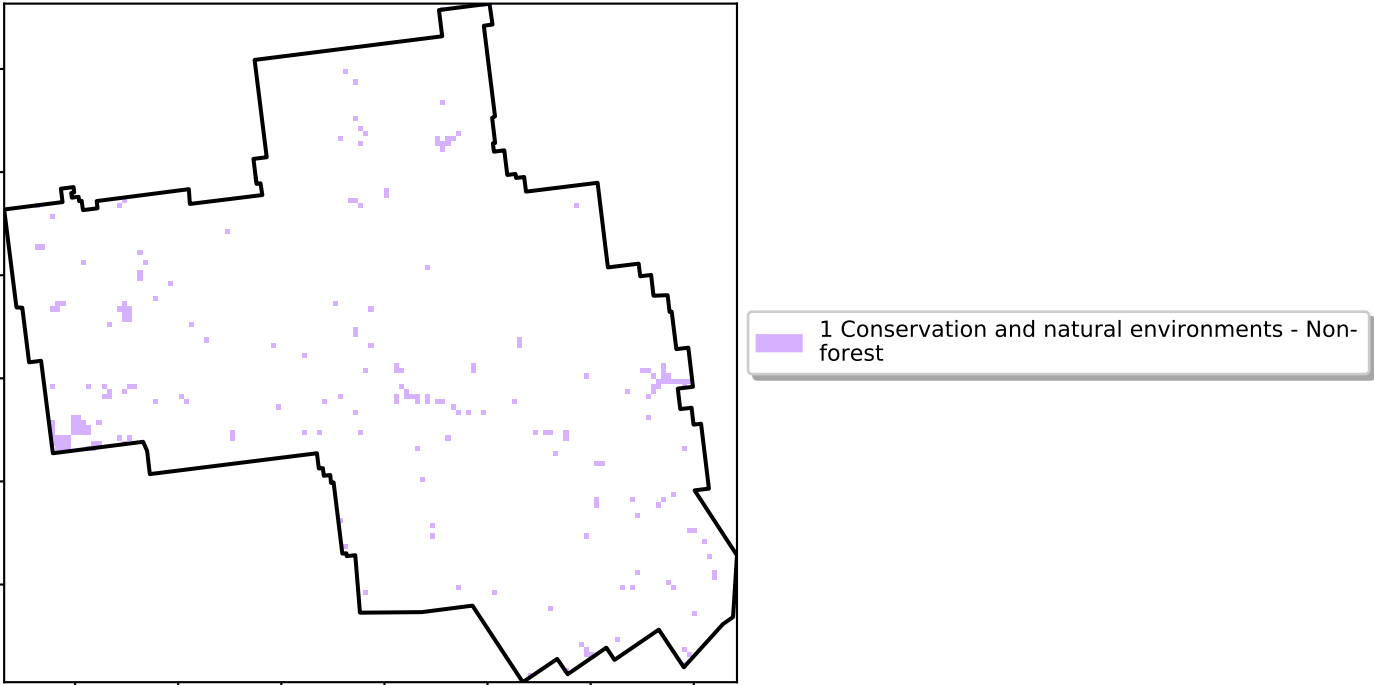 1 Conservation and natural environments - Non-
forest